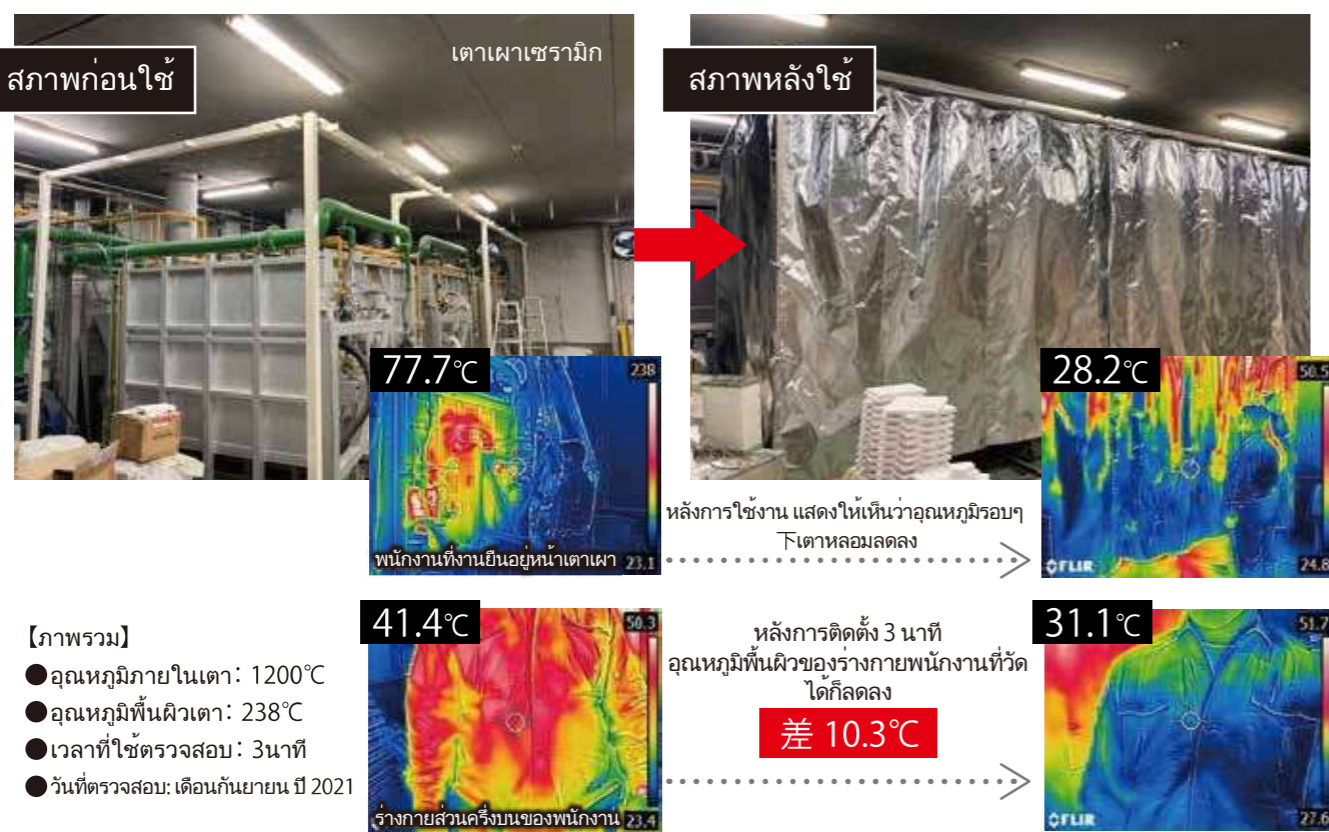 สภาพก่อนใช้
เตาเผาเซรามิก
สภาพหลังใช้
77.7℃
238
พนักงานที่งานยืนอยู่หน้าเตาเผา
23.1
หลังการใช้งาน แสดงให้เห็นว่าอุณหภูมิรอบๆ
下เตาหลอมลดลง
28.2℃
50.5
FLIR
24.8
【ภาพรวม】
●อุณหภูมิภายในเตา: 1200℃
●อุณหภูมิพื้นผิวเตา: 238℃
●เวลาที่ใช้ตรวจสอบ: 3นาที
●วันที่ตรวจสอบ: เดือนกันยายน ปี 2021
41.4℃
50.3
ร่างกายส่วนครึ่งบนของพนักงาน
23.4
หลังการติดตั้ง 3 นาที
อุณหภูมิพื้นผิวของร่างกายพนักงานที่วัด
ได้ก็ลดลง
差 10.3℃
31.1℃
51.7
FLIR
27.6